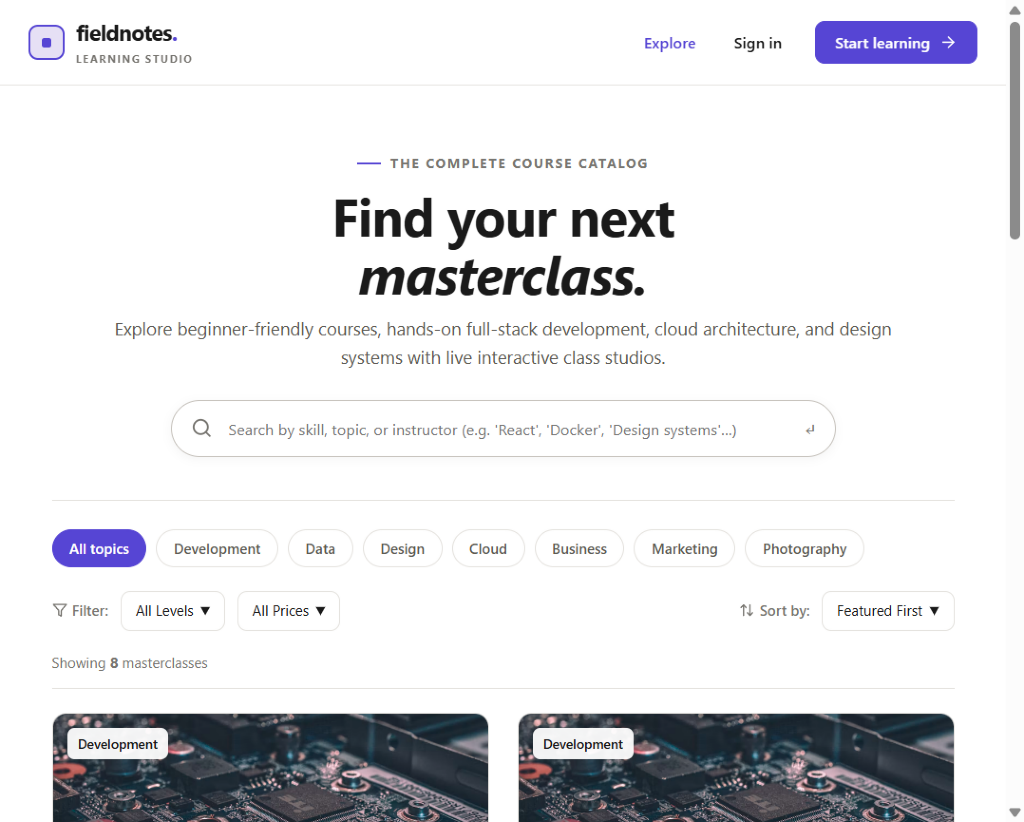 fieldnotes.
LEARNING STUDIO
Explore
Sign in
Start learning →
THE COMPLETE COURSE CATALOG
Find your next
masterclass.
Explore beginner-friendly courses, hands-on full-stack development, cloud architecture, and design
systems with live interactive class studios.
Search by skill, topic, or instructor (e.g. 'React', 'Docker', 'Design systems'...)
↵
All topics
Development
Data
Design
Cloud
Business
Marketing
Photography
Filter:
All Levels ▼
All Prices ▼
Sort by:
Featured First ▼
Showing 8 masterclasses
Development
Development